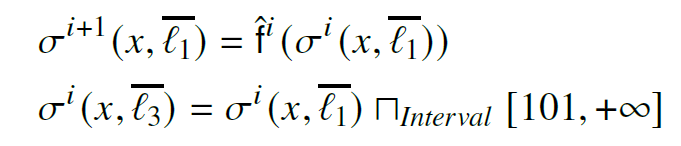 σ^{i+1}(x, \overline{ℓ_1}) = \hat{f}^i(σ^i(x, \overline{ℓ_1}))
σ^i(x, \overline{ℓ_3}) = σ^i(x, \overline{ℓ_1}) ⊓_{Interval} [101, +∞]